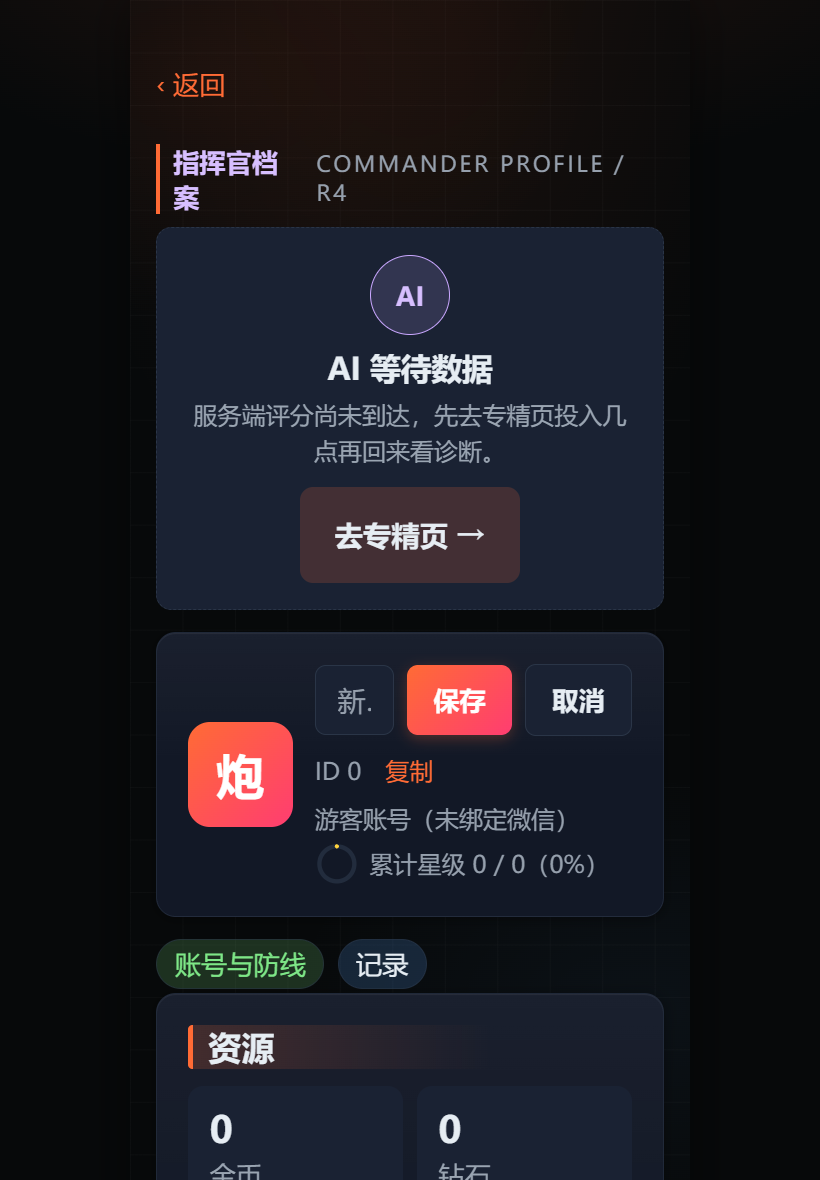 ‹ 返回
指挥官档
案
COMMANDER PROFILE /
R4
AI
AI 等待数据
服务端评分尚未到达，先去专精页投入几
点再回来看诊断。
去专精页 →
新.
保存
取消
炮
ID 0 复制
游客账号（未绑定微信）
累计星级 0 / 0（0%）
账号与防线
记录
资源
0
0
金币
钻石